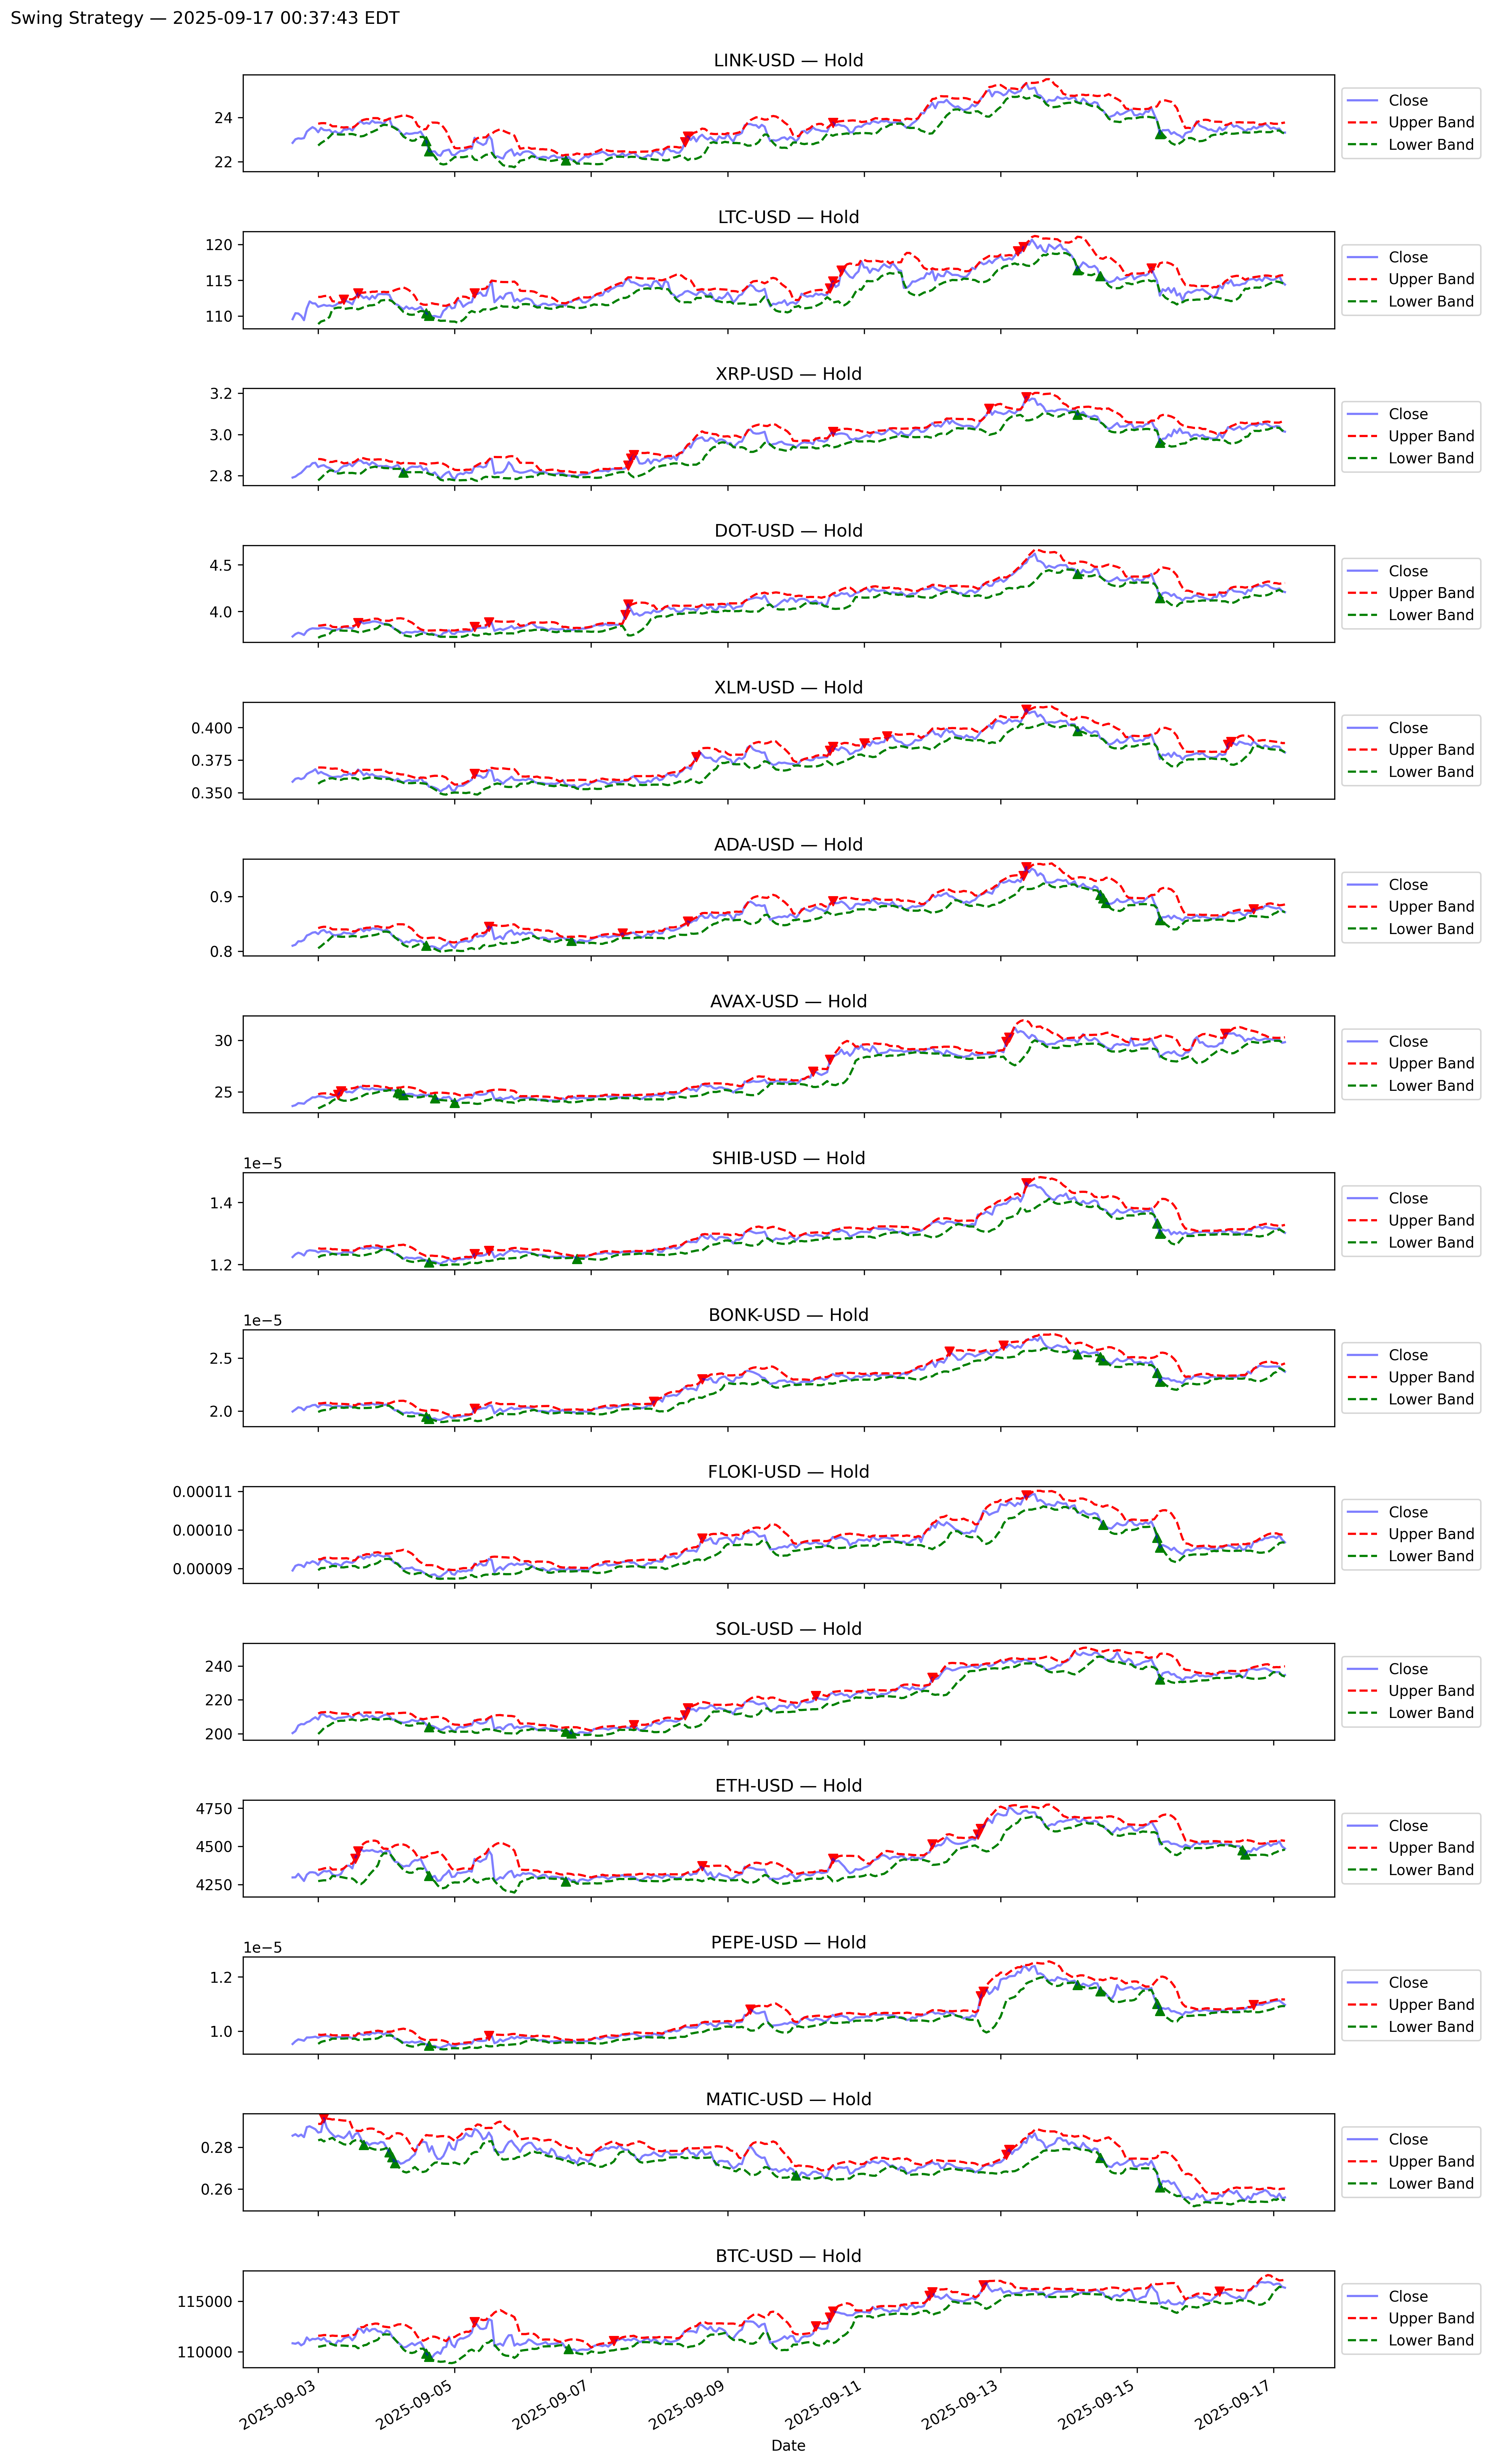 Swing Strategy — 2025-09-17 00:37:43 EDT
LINK-USD — Hold
24
22
Close
Upper Band
Lower Band
LTC-USD — Hold
120
115
110
Close
Upper Band
Lower Band
XRP-USD — Hold
3.2
3.0
2.8
Close
Upper Band
Lower Band
DOT-USD — Hold
4.5
4.0
Close
Upper Band
Lower Band
XLM-USD — Hold
0.400
0.375
0.350
Close
Upper Band
Lower Band
ADA-USD — Hold
0.9
0.8
Close
Upper Band
Lower Band
AVAX-USD — Hold
30
25
Close
Upper Band
Lower Band
SHIB-USD — Hold
1e−5
1.4
1.2
Close
Upper Band
Lower Band
BONK-USD — Hold
1e−5
2.5
2.0
Close
Upper Band
Lower Band
FLOKI-USD — Hold
0.00011
0.00010
0.00009
Close
Upper Band
Lower Band
SOL-USD — Hold
240
220
200
Close
Upper Band
Lower Band
ETH-USD — Hold
4750
4500
4250
Close
Upper Band
Lower Band
PEPE-USD — Hold
1e−5
1.2
1.0
Close
Upper Band
Lower Band
MATIC-USD — Hold
0.28
0.26
Close
Upper Band
Lower Band
BTC-USD — Hold
115000
110000
Close
Upper Band
Lower Band
2025-09-03
2025-09-05
2025-09-07
2025-09-09
2025-09-11
2025-09-13
2025-09-15
2025-09-17
Date